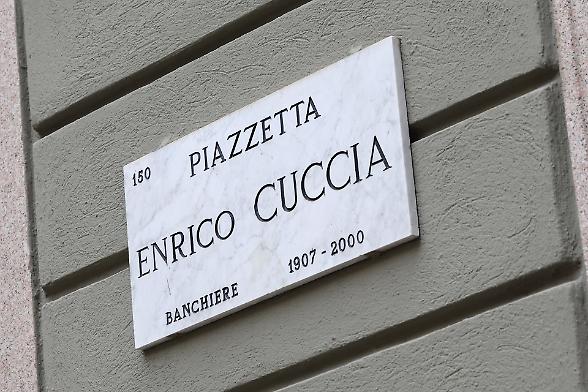 150
PIAZZETTA
ENRICO CUCCIA
BANCHIERE 1907 - 2000